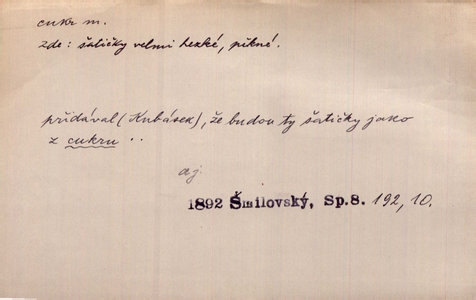 cukr m.
zde: šatičky velmi hezké, pěkné.
přidával (Kubásek), že budou ty šatičky jako
z cukru ..
aj
1892 Šmilovský, Sp.8. 192, 10.